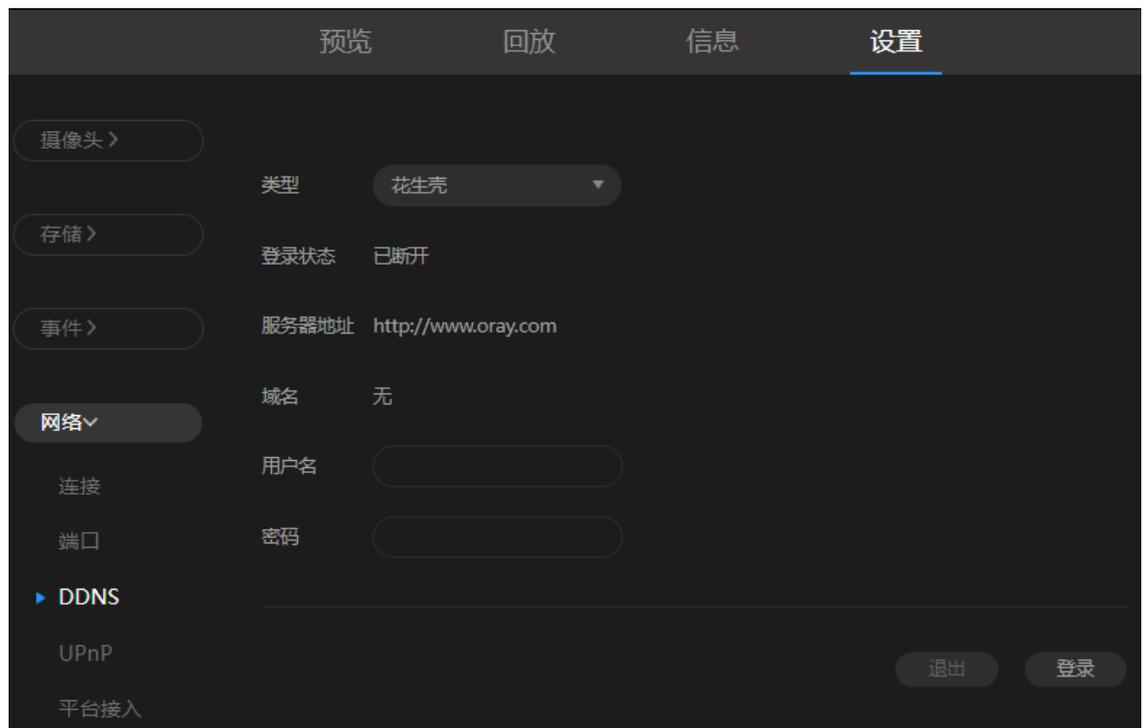 预览 回放 信息 设置
摄像头
存储
事件
网络
连接
端口
DDNS
UPnP
平台接入
类型 花生壳
登录状态 已断开
服务器地址 http://www.oray.com
域名 无
用户名
密码
退出 登录